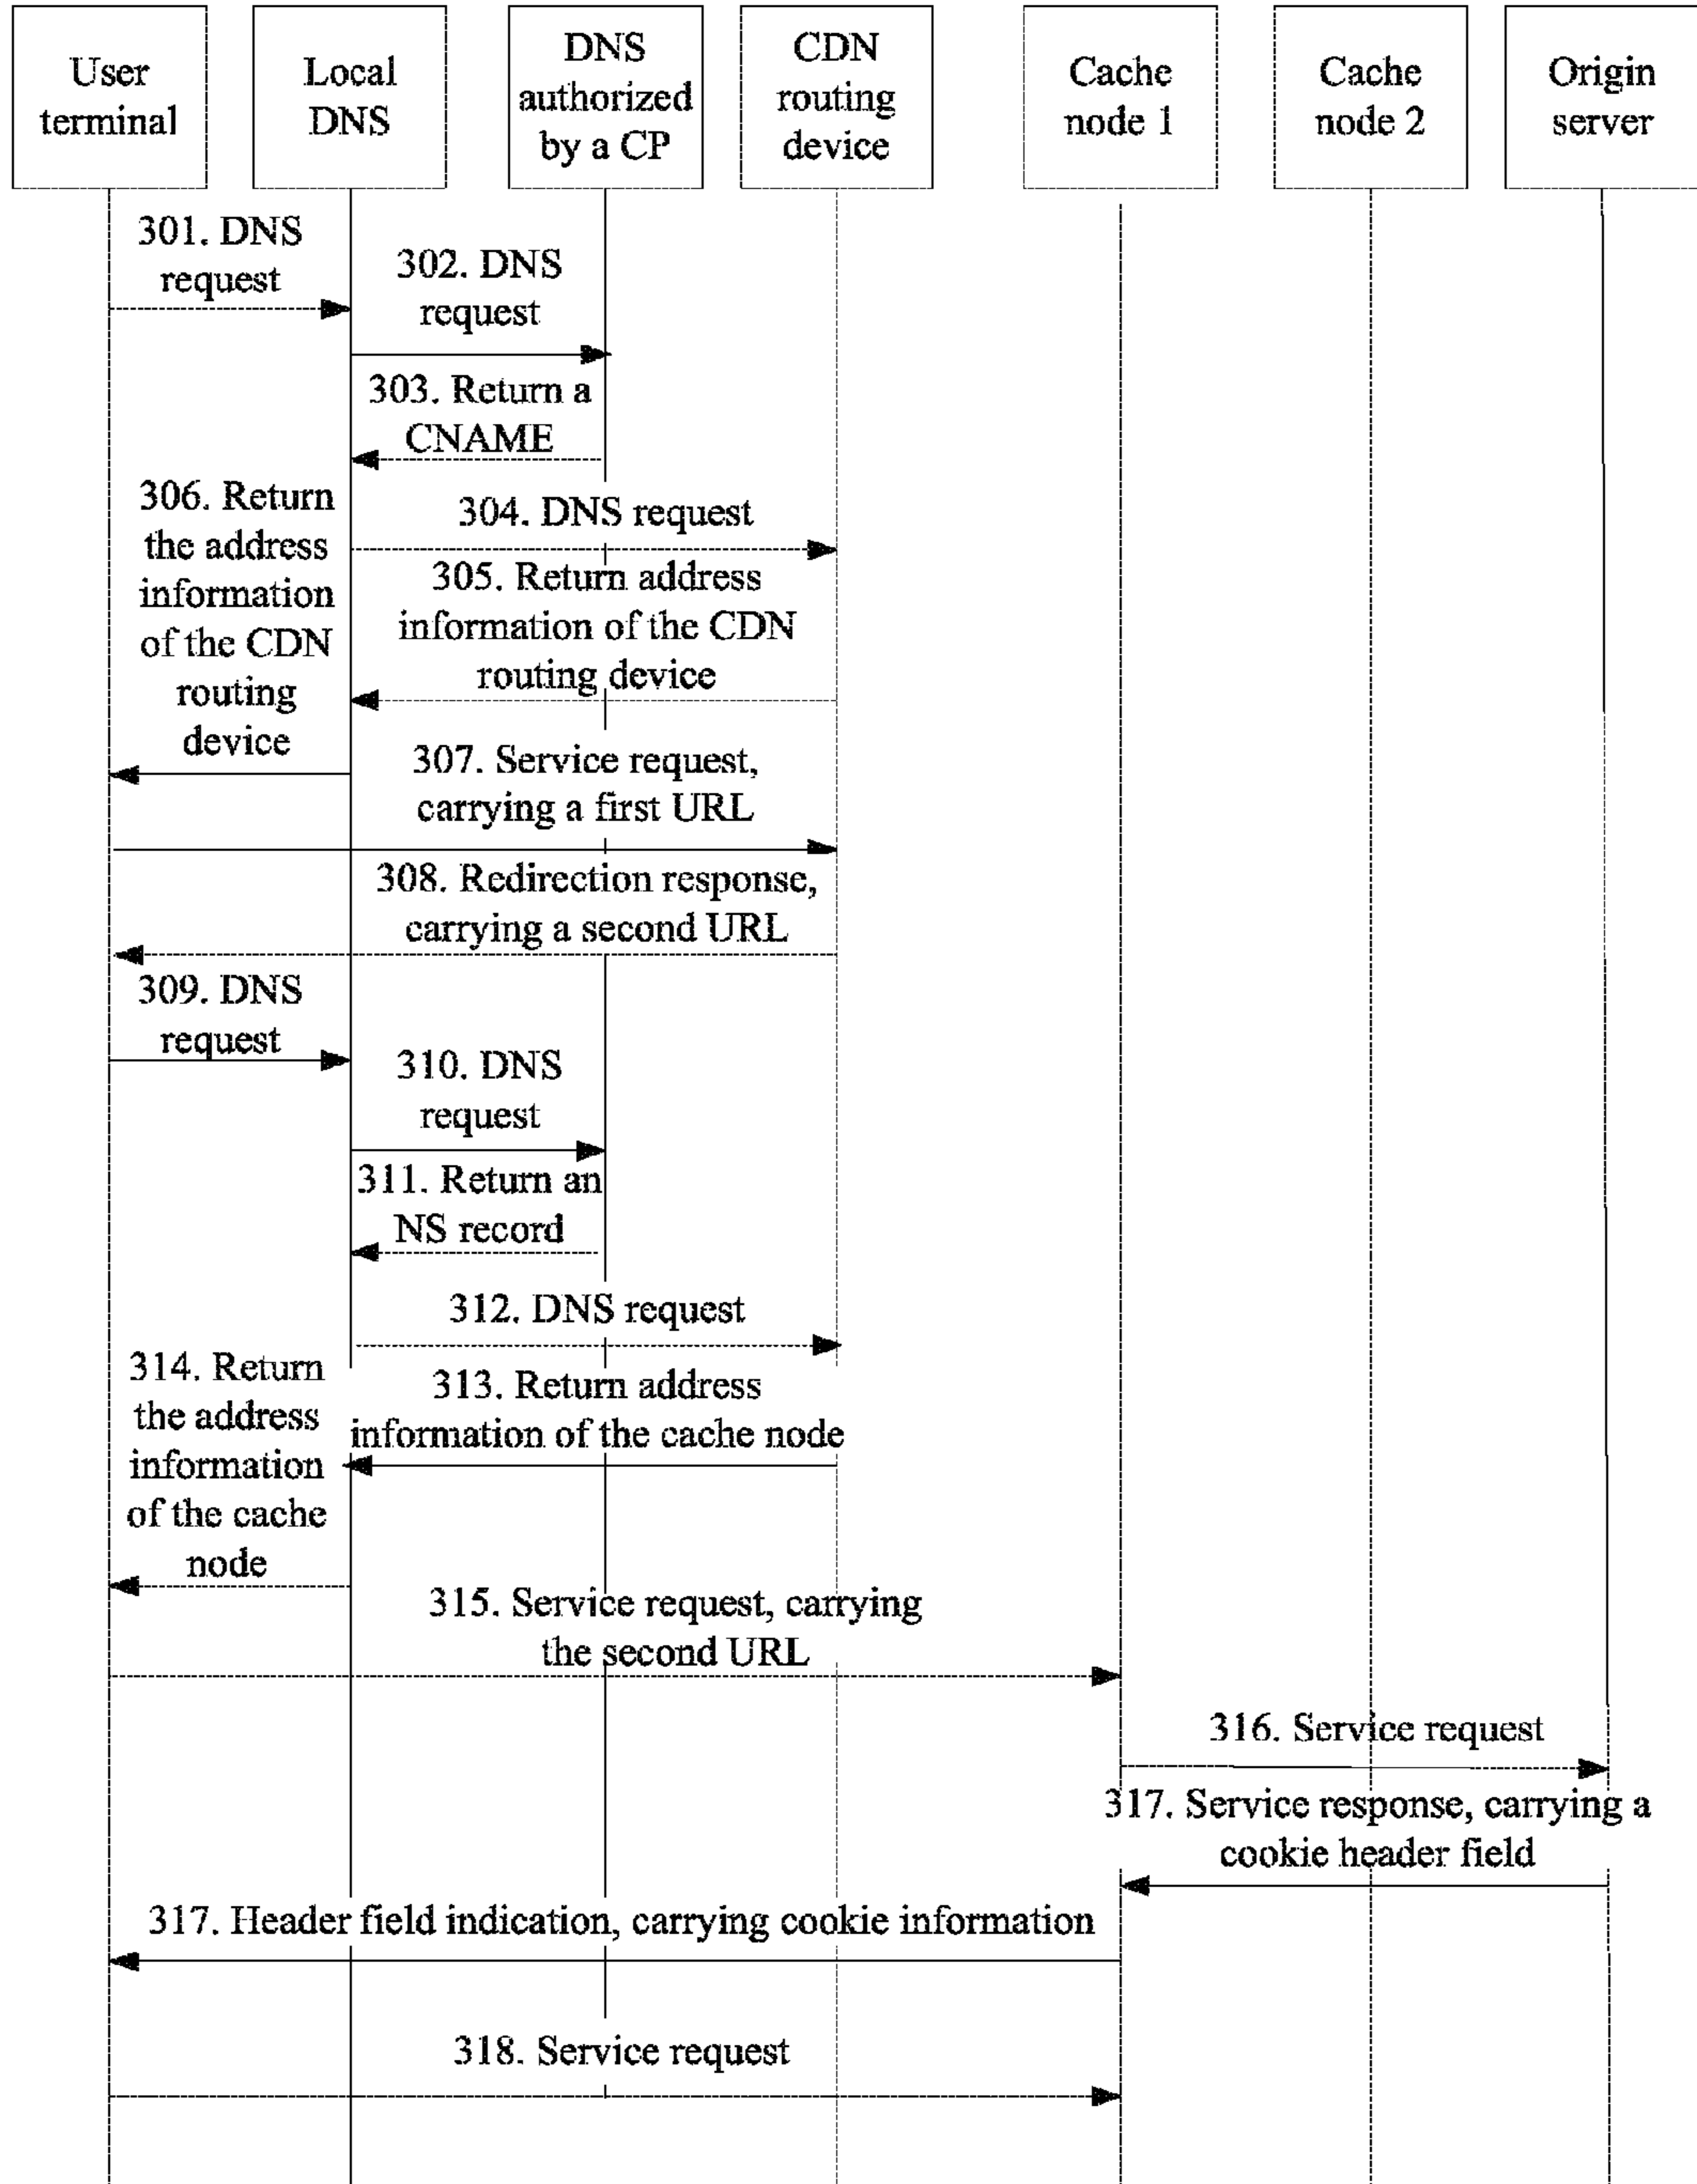 User
terminal
Local
DNS
DNS
authorized
by a CP
CDN
routing
device
Cache
node 1
Cache
node 2
Origin
server
301. DNS
request
302. DNS
request
303. Return a
CNAME
304. DNS request
305. Return address
information of the CDN
routing device
306. Return
the address
information
of the CDN
routing
device
307. Service request,
carrying a first URL
308. Redirection response,
carrying a second URL
309. DNS
request
310. DNS
request
311. Return an
NS record
312. DNS request
313. Return address
information of the cache node
314. Return
the address
information
of the cache
node
315. Service request, carrying
the second URL
316. Service request
317. Service response, carrying a
cookie header field
317. Header field indication, carrying cookie information
318. Service request